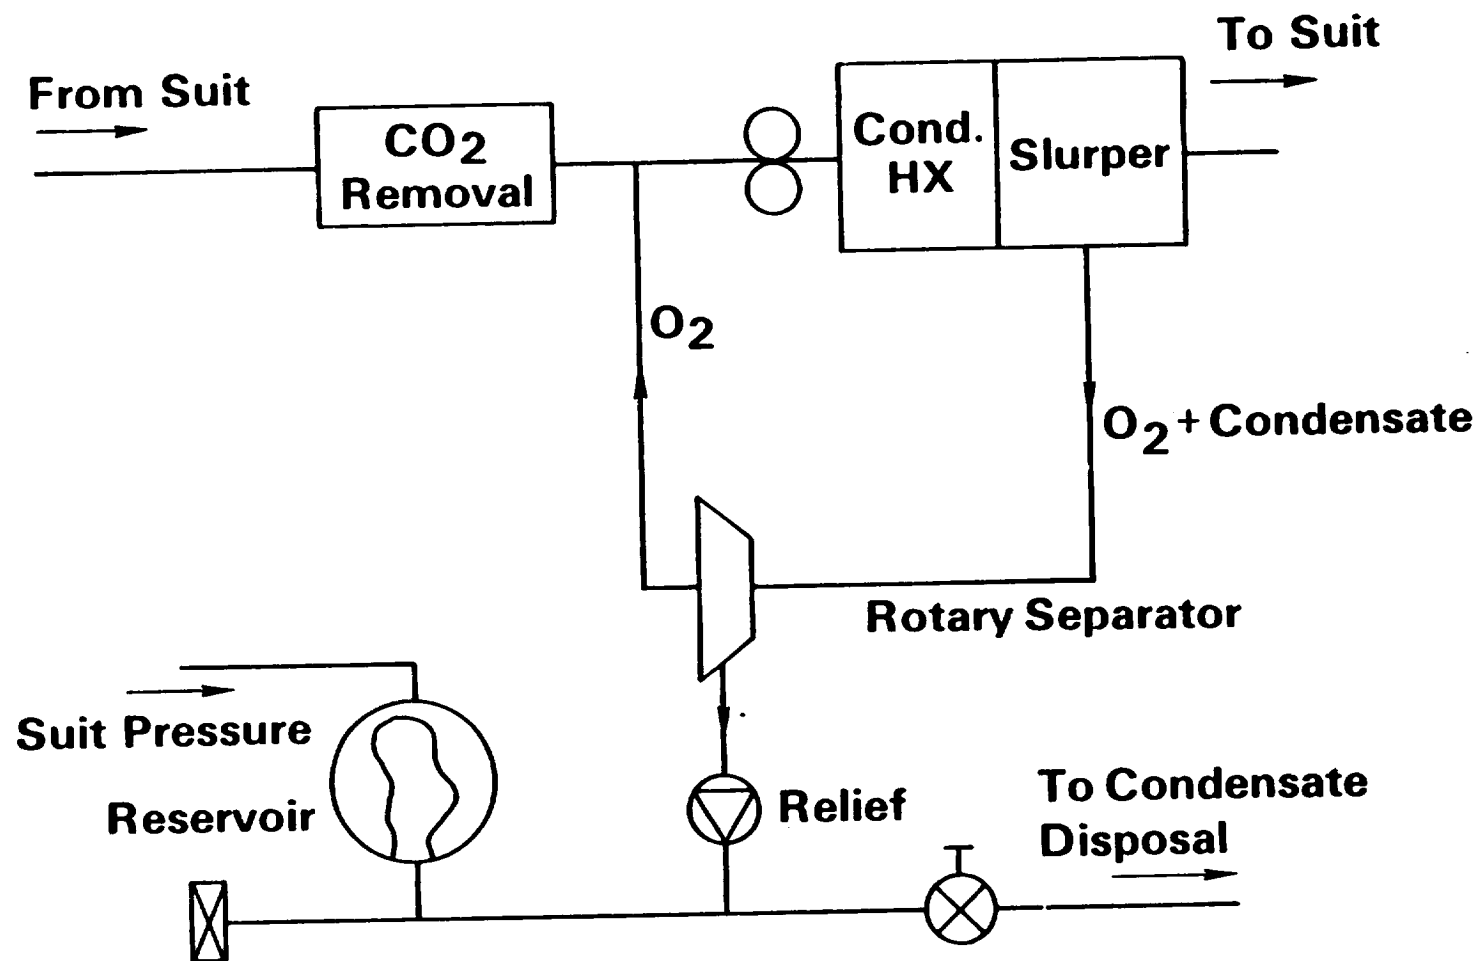 To Suit
From Suit
CO2
Removal
Cond.
HX
Slurper
O2
O2 + Condensate
Rotary Separator
Suit Pressure
Reservoir
Relief
To Condensate
Disposal